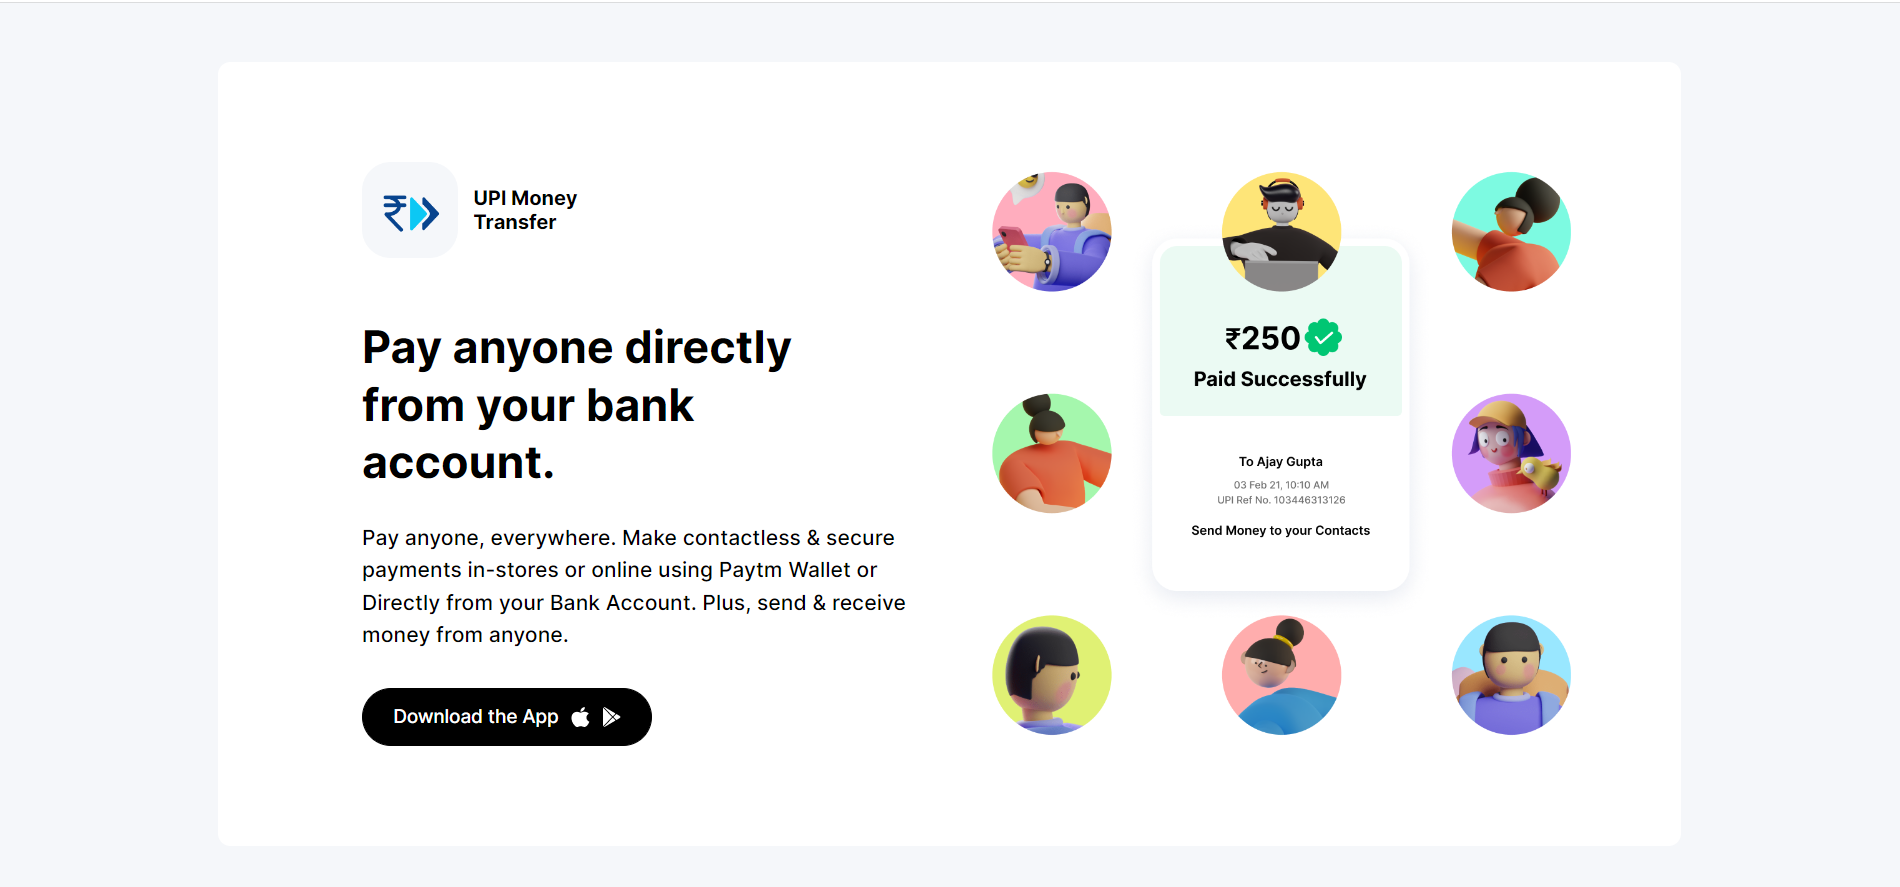 UPI Money
Transfer
Pay anyone directly
from your bank
account.
Pay anyone, everywhere. Make contactless & secure
payments in-stores or online using Paytm Wallet or
Directly from your Bank Account. Plus, send & receive
money from anyone.
Download the App
₹250
Paid Successfully
To Ajay Gupta
03 Feb 21, 10:10 AM
UPI Ref No. 103446313126
Send Money to your Contacts